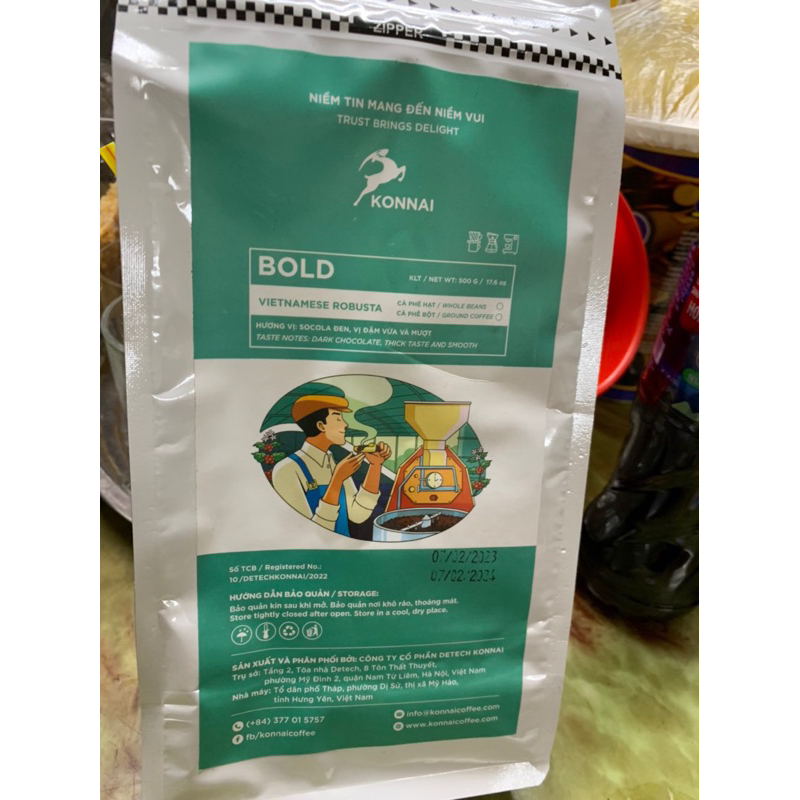 ZIPPER
NIỀM TIN MANG ĐẾN NIỀM VUI
TRUST BRINGS DELIGHT
KONNAI
BOLD
KLT / NET WT: 500 G / 17.6 oz
VIETNAMESE ROBUSTA
CÀ PHÊ HẠT / WHOLE BEANS
CÀ PHÊ BỘT / GROUND COFFEE
HƯƠNG VỊ: SOCOLA ĐEN, VỊ ĐẬM VỪA VÀ MƯỢT
TASTE NOTES: DARK CHOCOLATE, THICK TASTE AND SMOOTH
07/02/2023
07/02/2024
Số TCB / Registered No.:
10/DETECHKONNAI/2022
HƯỚNG DẪN BẢO QUẢN / STORAGE:
Bảo quản kín sau khi mở. Bảo quản nơi khô ráo, thoáng mát.
Store tightly closed after open. Store in a cool, dry place.
SẢN XUẤT VÀ PHÂN PHỐI BỞI: CÔNG TY CỔ PHẦN DETECH KONNAI
Trụ sở: Tầng 2, Tòa nhà Detech, 8 Tôn Thất Thuyết,
phường Mỹ Đình 2, quận Nam Từ Liêm, Hà Nội, Việt Nam
Nhà máy: Tổ dân phố Tháp, phường Dị Sử, thị xã Mỹ Hào,
tỉnh Hưng Yên, Việt Nam
(+84) 377 01 5757
info@konnaicoffee.com
fb/konnaicoffee
www.konnaicoffee.com